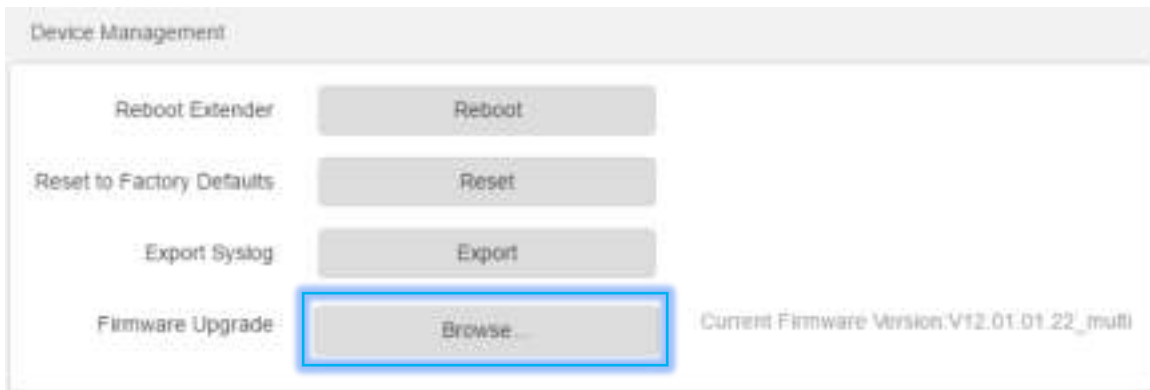 Device Management
Reboot Extender Reboot
Reset to Factory Defaults Reset
Export Syslog Export
Firmware Upgrade Browse... Current Firmware Version:V12.01.01.22_multi